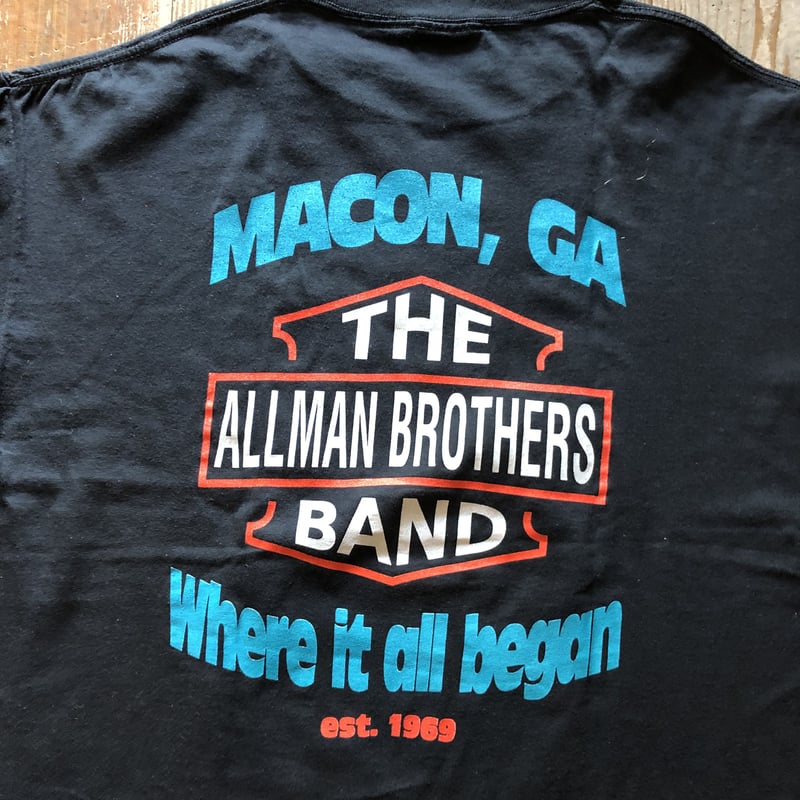 MACON, GA
THE
ALLMAN BROTHERS
BAND
Where it all began
est. 1969